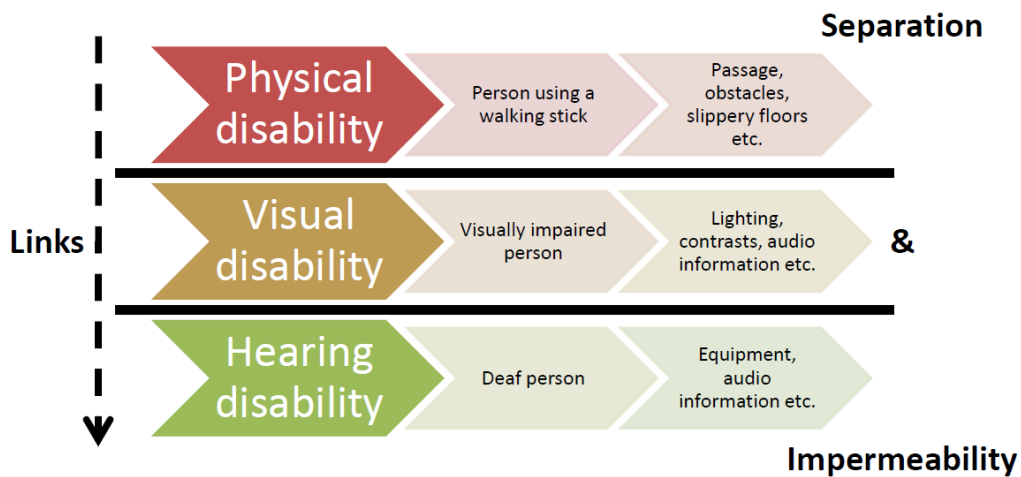 Separation
Physical
disability
Person using a
walking stick
Passage,
obstacles,
slippery floors
etc.
Links
Visual
disability
Visually impaired
person
Lighting,
contrasts, audio
information etc.
&
Hearing
disability
Deaf person
Equipment,
audio
information etc.
Impermeability